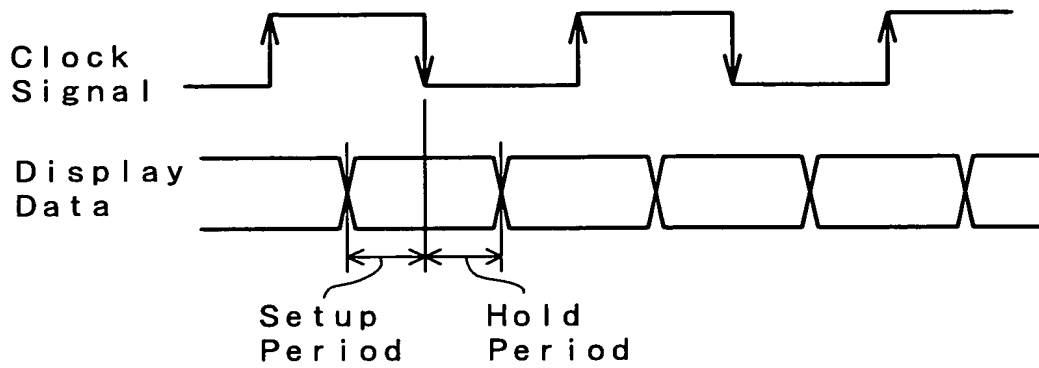 Clock
Signal
Display
Data
Setup
Period
Hold
Period